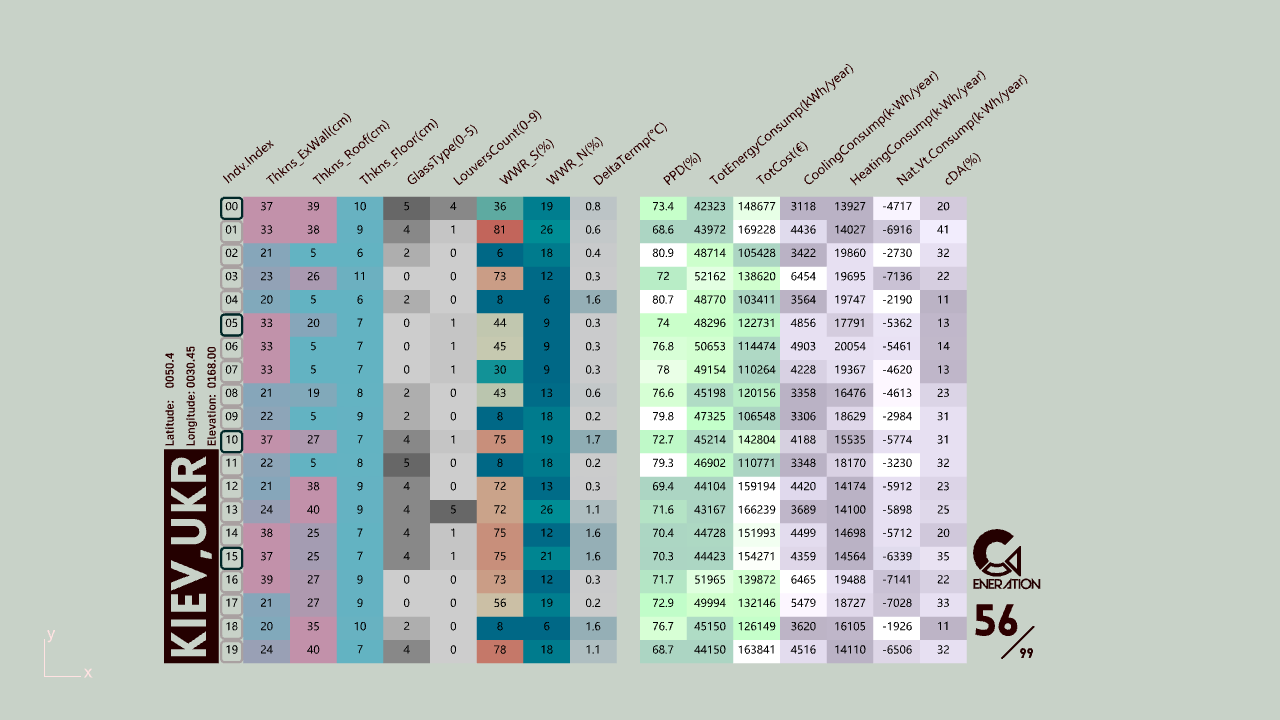 Indv.Index Thkns_ExWall(cm) Thkns_Roof(cm) Thkns_Floor(cm) GlassType(0-5) LouversCount(0-9) WWR_S(%) WWR_N(%) DeltaTermp(°C) PPD(%) TotEnergyConsump(kWh/year) TotCost(€) CoolingConsump(k·Wh/year) HeatingConsump(k·Wh/year) Nat.Vt.Consump(k·Wh/year) cDA(%)
00 37 39 10 5 4 36 19 0.8 73.4 42323 148677 3118 13927 -4717 20
01 33 38 9 4 1 81 26 0.6 68.6 43972 169228 4436 14027 -6916 41
02 21 5 6 2 0 6 18 0.4 80.9 48714 105428 3422 19860 -2730 32
03 23 26 11 0 0 73 12 0.3 72 52162 138620 6454 19695 -7136 22
04 20 5 6 2 0 8 6 1.6 80.7 48770 103411 3564 19747 -2190 11
05 33 20 7 0 1 44 9 0.3 74 48296 122731 4856 17791 -5362 13
06 33 5 7 0 1 45 9 0.3 76.8 50653 114474 4903 20054 -5461 14
07 33 5 7 0 1 30 9 0.3 78 49154 110264 4228 19367 -4620 13
08 21 19 8 2 0 43 13 0.6 76.6 45198 120156 3358 16476 -4613 23
09 22 5 9 2 0 8 18 0.2 79.8 47325 106548 3306 18629 -2984 31
10 37 27 7 4 1 75 19 1.7 72.7 45214 142804 4188 15535 -5774 31
11 22 5 8 5 0 8 18 0.2 79.3 46902 110771 3348 18170 -3230 32
12 21 38 9 4 0 72 13 0.3 69.4 44104 159194 4420 14174 -5912 23
13 24 40 9 4 5 72 26 1.1 71.6 43167 166239 3689 14100 -5898 25
14 38 25 7 4 1 75 12 1.6 70.4 44728 151993 4499 14698 -5712 20
15 37 25 7 4 1 75 21 1.6 70.3 44423 154271 4359 14564 -6339 35
16 39 27 9 0 0 73 12 0.3 71.7 51965 139872 6465 19488 -7141 22
17 21 27 9 0 0 56 19 0.2 72.9 49994 132146 5479 18727 -7028 33
18 20 35 10 2 0 8 6 1.6 76.7 45150 126149 3620 16105 -1926 11
19 24 40 7 4 0 78 18 1.1 68.7 44150 163841 4516 14110 -6506 32
Latitude: 0050.4
Longitude: 0030.45
Elevation: 0168.00
KIEV,UKR
GENERATION
56/99
y
x